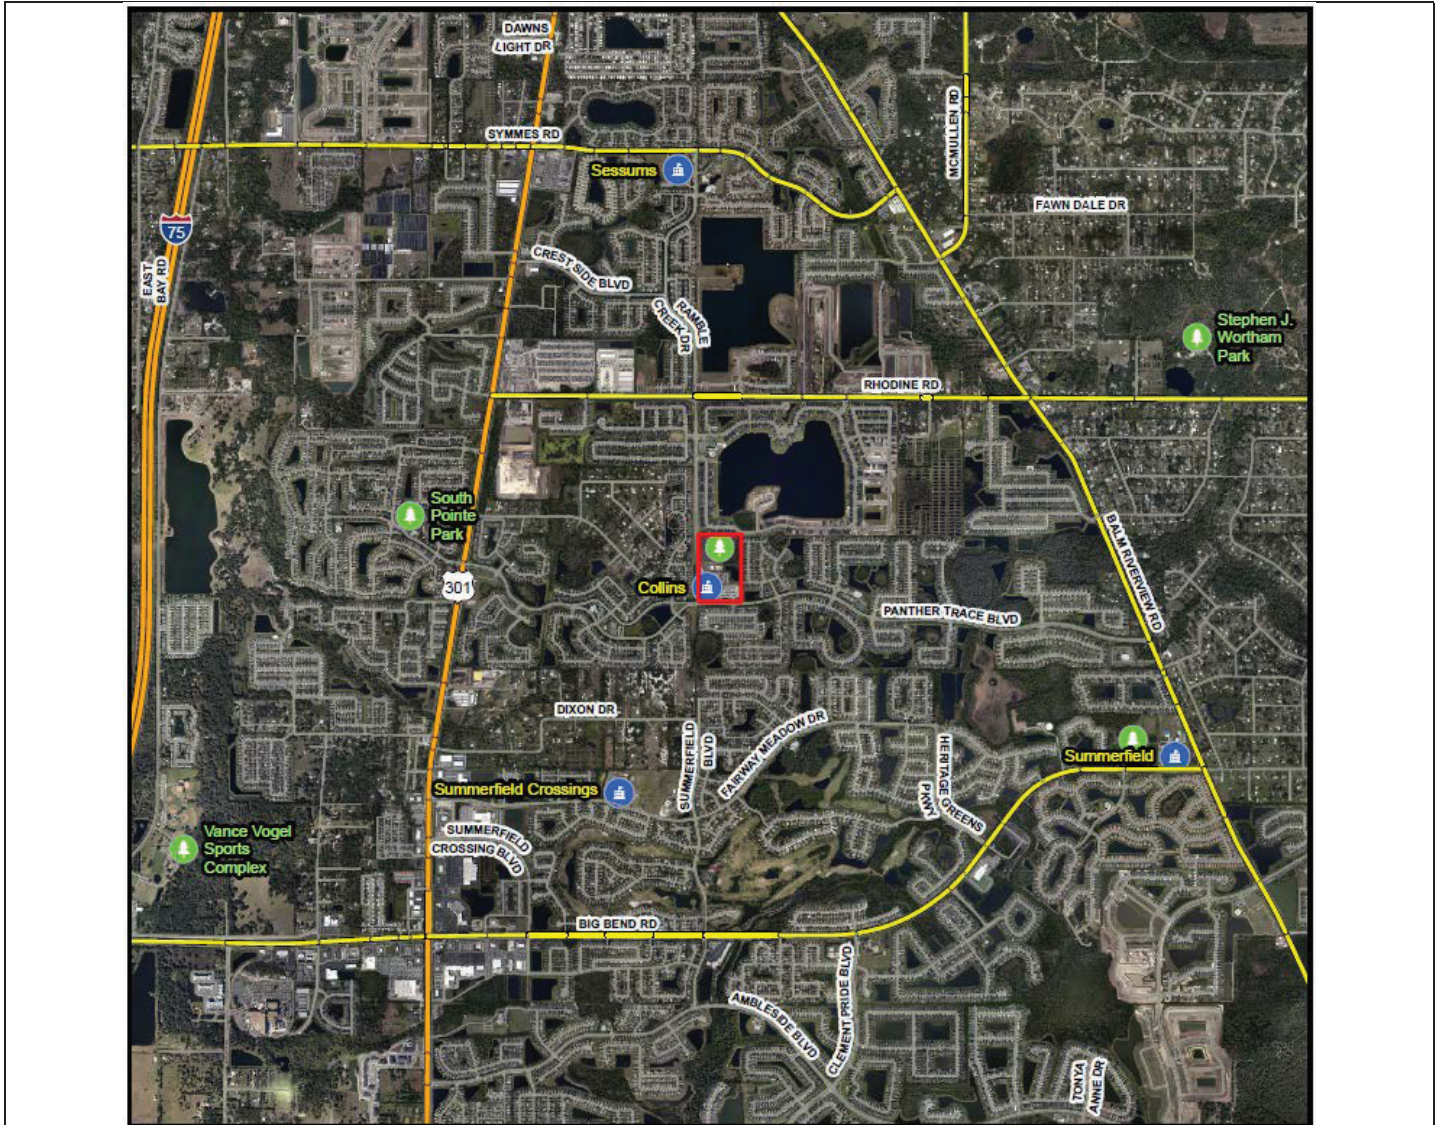 DAWNS
LIGHT DR
SYMMES RD
Sessums
MCMULLEN RD
FAWN DALE DR
75
EAST
BAY RD
CREST SIDE BLVD
RAMBLE
CREEK DR
Stephen J.
Wortham
Park
RHODINE RD
South
Pointe
Park
301
Collins
PANTHER TRACE BLVD
BALM RIVERVIEW RD
DIXON DR
SUMMERFIELD
BLVD
FAIRWAY MEADOW DR
HERITAGE GREENS
PKWY
Summerfield
Summerfield Crossings
Vance Vogel
Sports
Complex
SUMMERFIELD
CROSSING BLVD
BIG BEND RD
AMBLESIDE BLVD
CLEMENT PRIDE BLVD
TONYA
ANNE DR